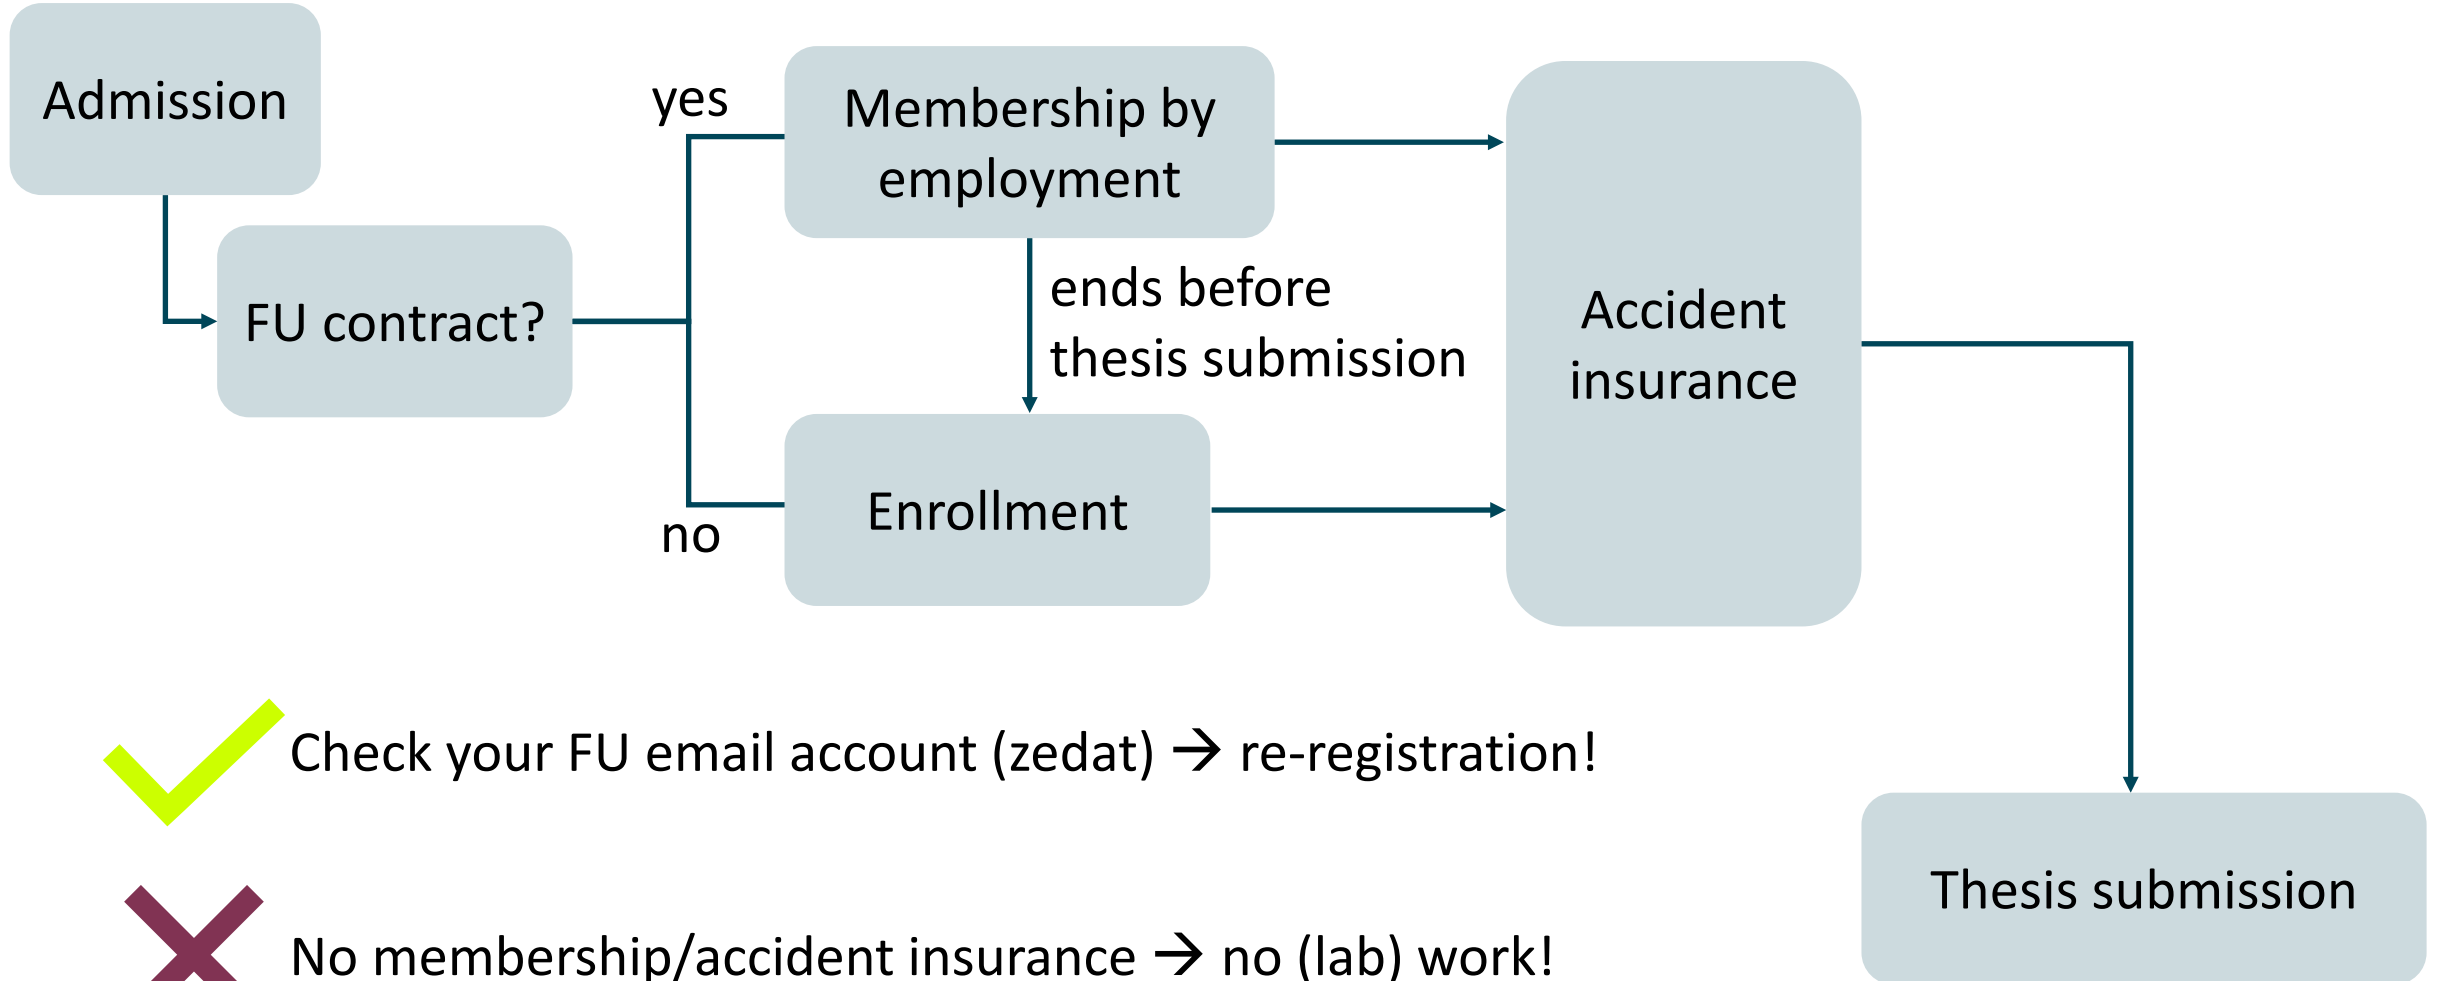 Admission
FU contract?
yes
no
Membership by
employment
ends before
thesis submission
Enrollment
Accident
insurance
Thesis submission
Check your FU email account (zedat) → re-registration!
No membership/accident insurance → no (lab) work!